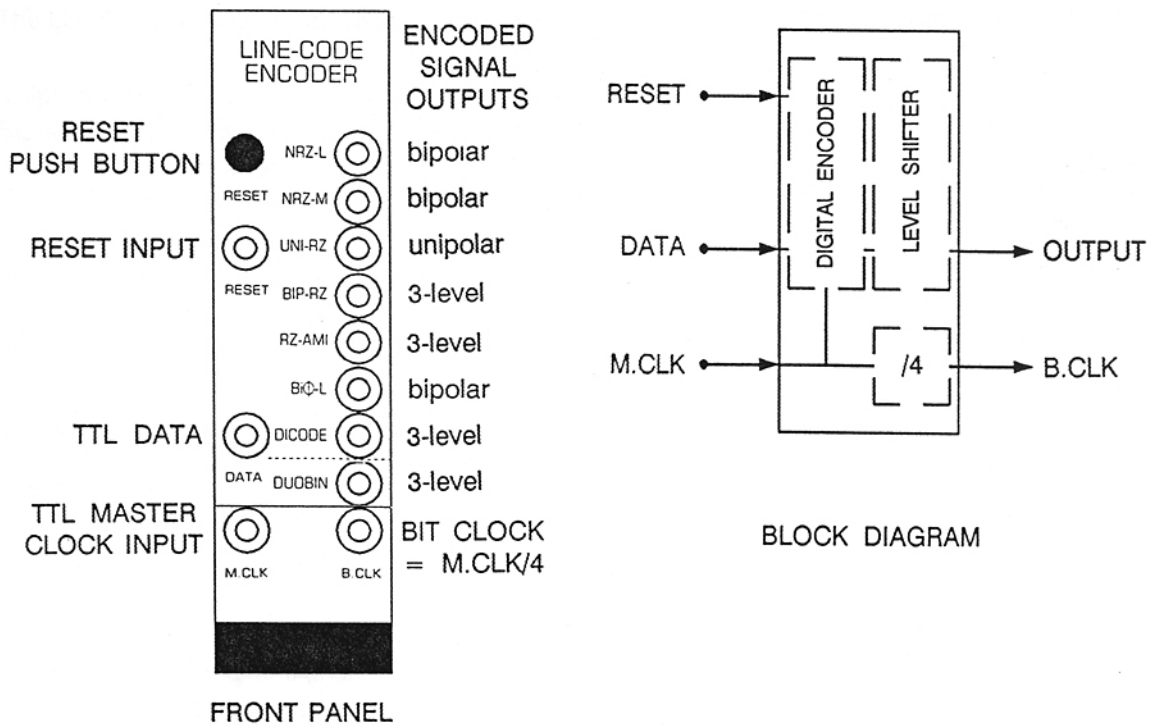 LINE-CODE
ENCODER
ENCODED
SIGNAL
OUTPUTS
RESET
PUSH BUTTON
NRZ-L
bipolar
RESET
NRZ-M
bipolar
RESET INPUT
UNI-RZ
unipolar
RESET
BIP-RZ
3-level
RZ-AMI
3-level
BiΦ-L
bipolar
TTL DATA
DICODE
3-level
DATA
DUOBIN
3-level
TTL MASTER
CLOCK INPUT
BIT CLOCK
= M.CLK/4
M.CLK
B.CLK
FRONT PANEL
RESET
DATA
M.CLK
DIGITAL ENCODER
LEVEL SHIFTER
/4
OUTPUT
B.CLK
BLOCK DIAGRAM